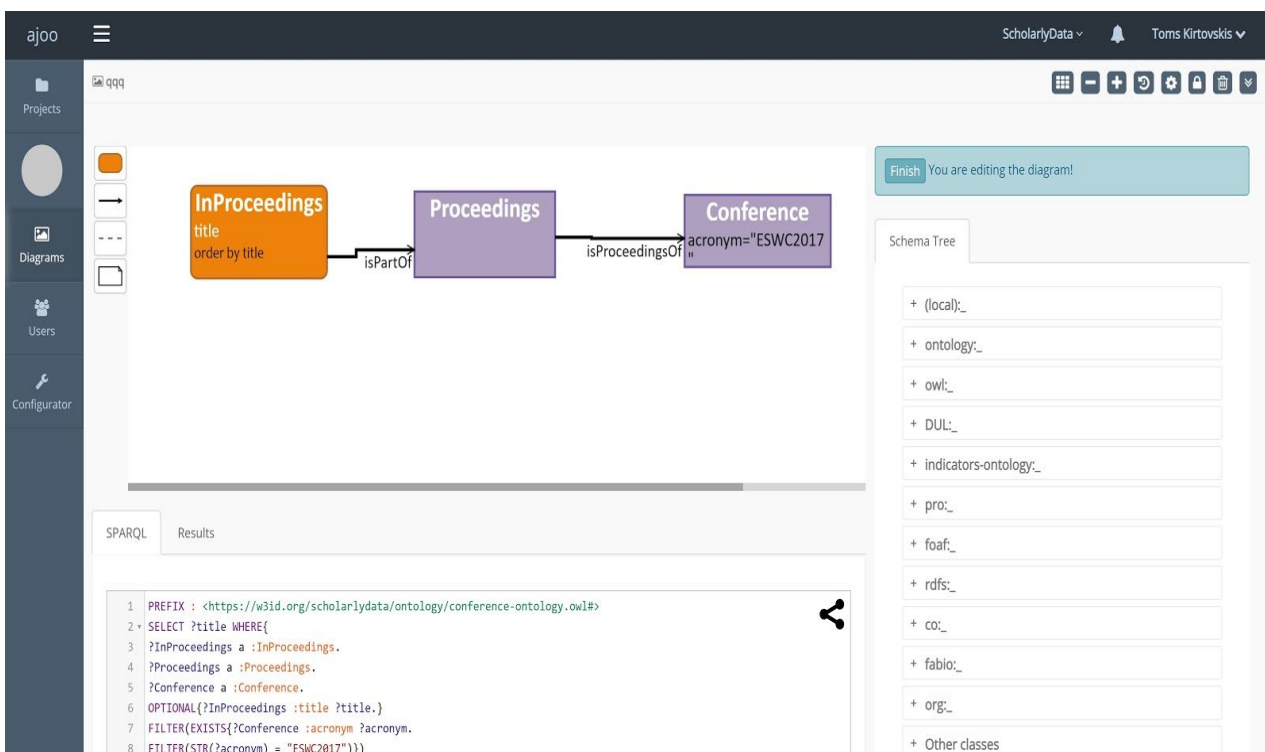 ajoo
ScholarlyData
Toms Kirtovskis
Projects
Diagrams
Users
Configurator
qqq
InProceedings
title
order by title
isPartOf
Proceedings
isProceedingsOf
Conference
acronym="ESWC2017
"
Finish You are editing the diagram!
Schema Tree
+ (local):_
+ ontology:_
+ owl:_
+ DUL:_
+ indicators-ontology:_
+ pro:_
+ foaf:_
+ rdfs:_
+ co:_
+ fabio:_
+ org:_
+ Other classes
SPARQL Results
1 PREFIX : <https://w3id.org/scholarlydata/ontology/conference-ontology.owl#>
2 SELECT ?title WHERE{
3 ?InProceedings a :InProceedings.
4 ?Proceedings a :Proceedings.
5 ?Conference a :Conference.
6 OPTIONAL{?InProceedings :title ?title.}
7 FILTER(EXISTS{?Conference :acronym ?acronym.
8 FILTER(STR(?acronym) = "ESWC2017")})